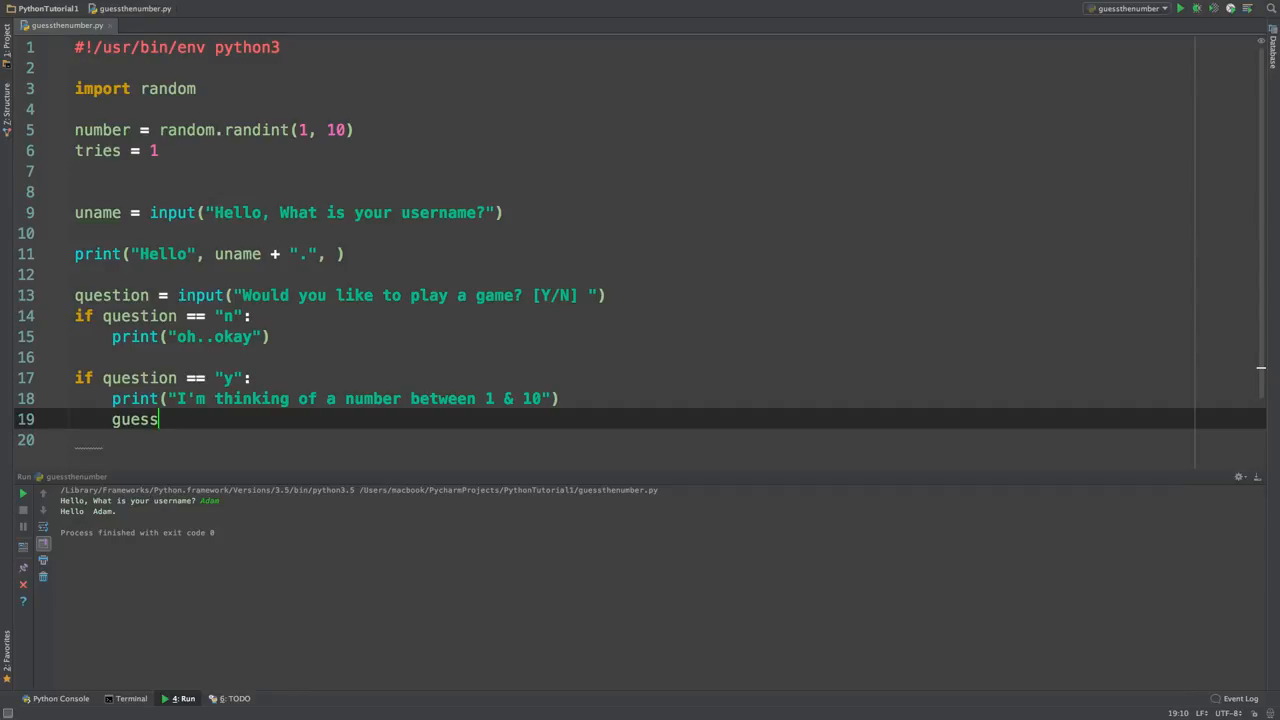 PythonTutorial1 guessthenumber.py guessthenumber
guessthenumber.py
1: Project
Z: Structure
2: Favorites
Database
1 #!/usr/bin/env python3
2
3 import random
4
5 number = random.randint(1, 10)
6 tries = 1
7
8
9 uname = input("Hello, What is your username?")
10
11 print("Hello", uname + ".", )
12
13 question = input("Would you like to play a game? [Y/N] ")
14 if question == "n":
15     print("oh..okay")
16
17 if question == "y":
18     print("I'm thinking of a number between 1 & 10")
19     guess
20
Run guessthenumber
/Library/Frameworks/Python.framework/Versions/3.5/bin/python3.5 /Users/macbook/PycharmProjects/PythonTutorial1/guessthenumber.py
Hello, What is your username? Adam
Hello  Adam.
Process finished with exit code 0
Python Console Terminal 4: Run 6: TODO Event Log
19:10 LF÷ UTF-8÷